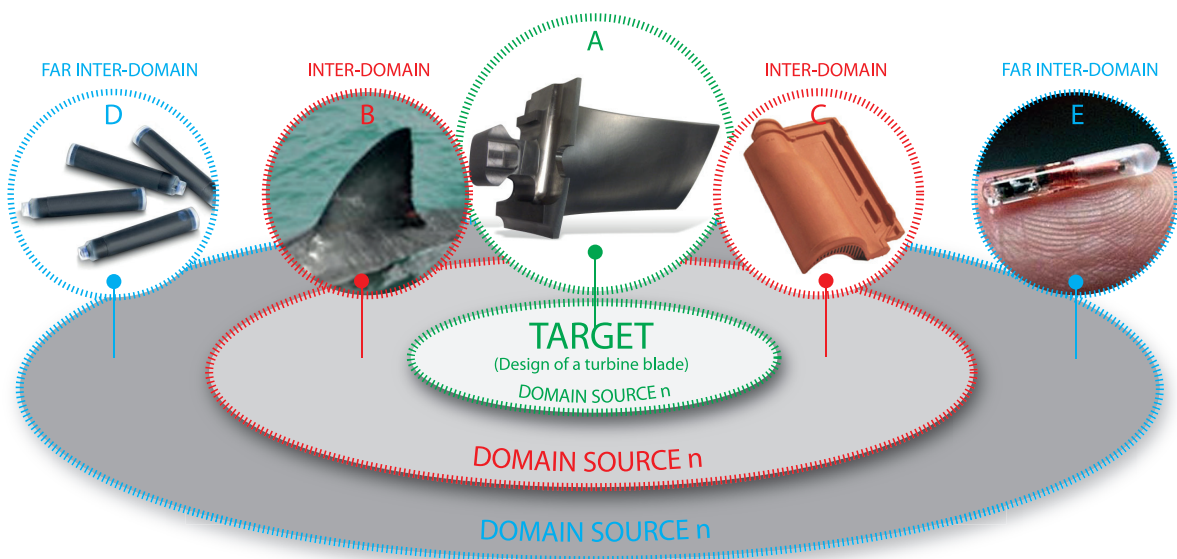 A
FAR INTER-DOMAIN
INTER-DOMAIN
INTER-DOMAIN
FAR INTER-DOMAIN
D
B
C
E
TARGET
(Design of a turbine blade)
DOMAIN SOURCE n
DOMAIN SOURCE n
DOMAIN SOURCE n